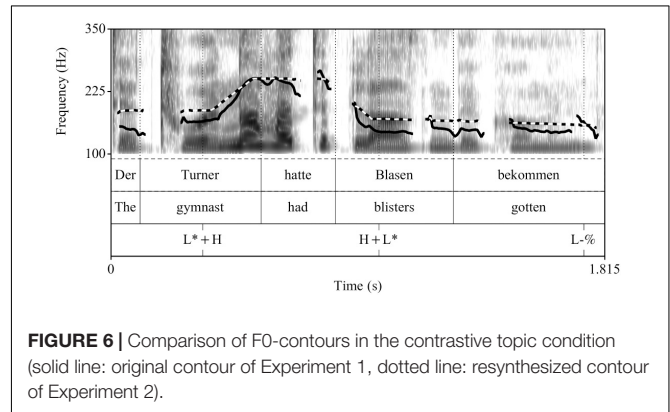 350
Frequency (Hz)
225
100
Der Turner hatte Blasen bekommen
The gymnast had blisters gotten
L*+H H+L* L-%
0 1.815
Time (s)
FIGURE 6 | Comparison of F0-contours in the contrastive topic condition
(solid line: original contour of Experiment 1, dotted line: resynthesized contour
of Experiment 2).